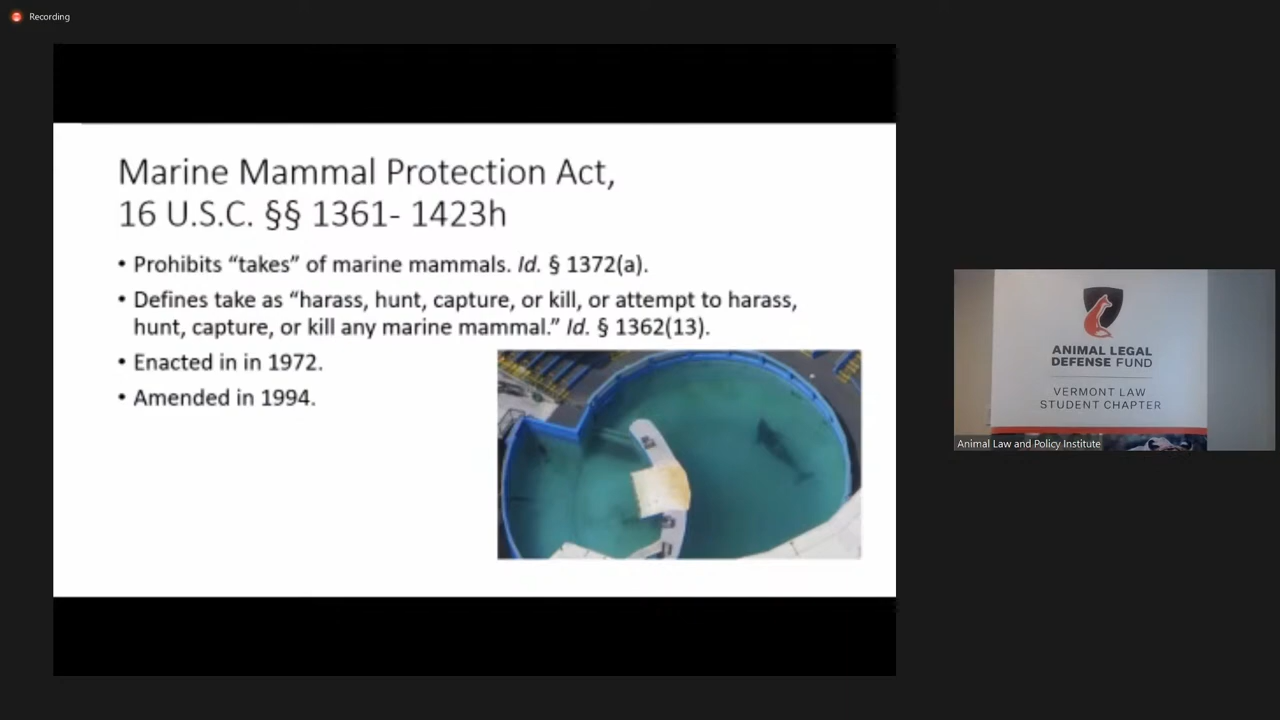 Recording
Marine Mammal Protection Act,
16 U.S.C. §§ 1361- 1423h
• Prohibits “takes” of marine mammals. Id. § 1372(a).
• Defines take as “harass, hunt, capture, or kill, or attempt to harass,
hunt, capture, or kill any marine mammal.” Id. § 1362(13).
• Enacted in in 1972.
• Amended in 1994.
ANIMAL LEGAL
DEFENSE FUND
VERMONT LAW
STUDENT CHAPTER
Animal Law and Policy Institute